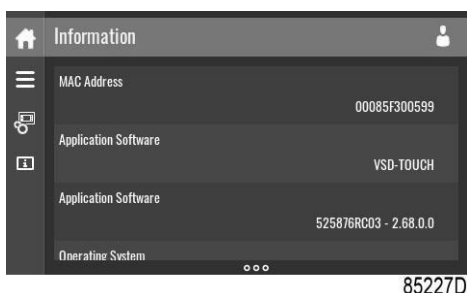 Information
MAC Address
00085F300599
Application Software
VSD-TOUCH
Application Software
525876RC03 - 2.68.0.0
Operating System
85227D